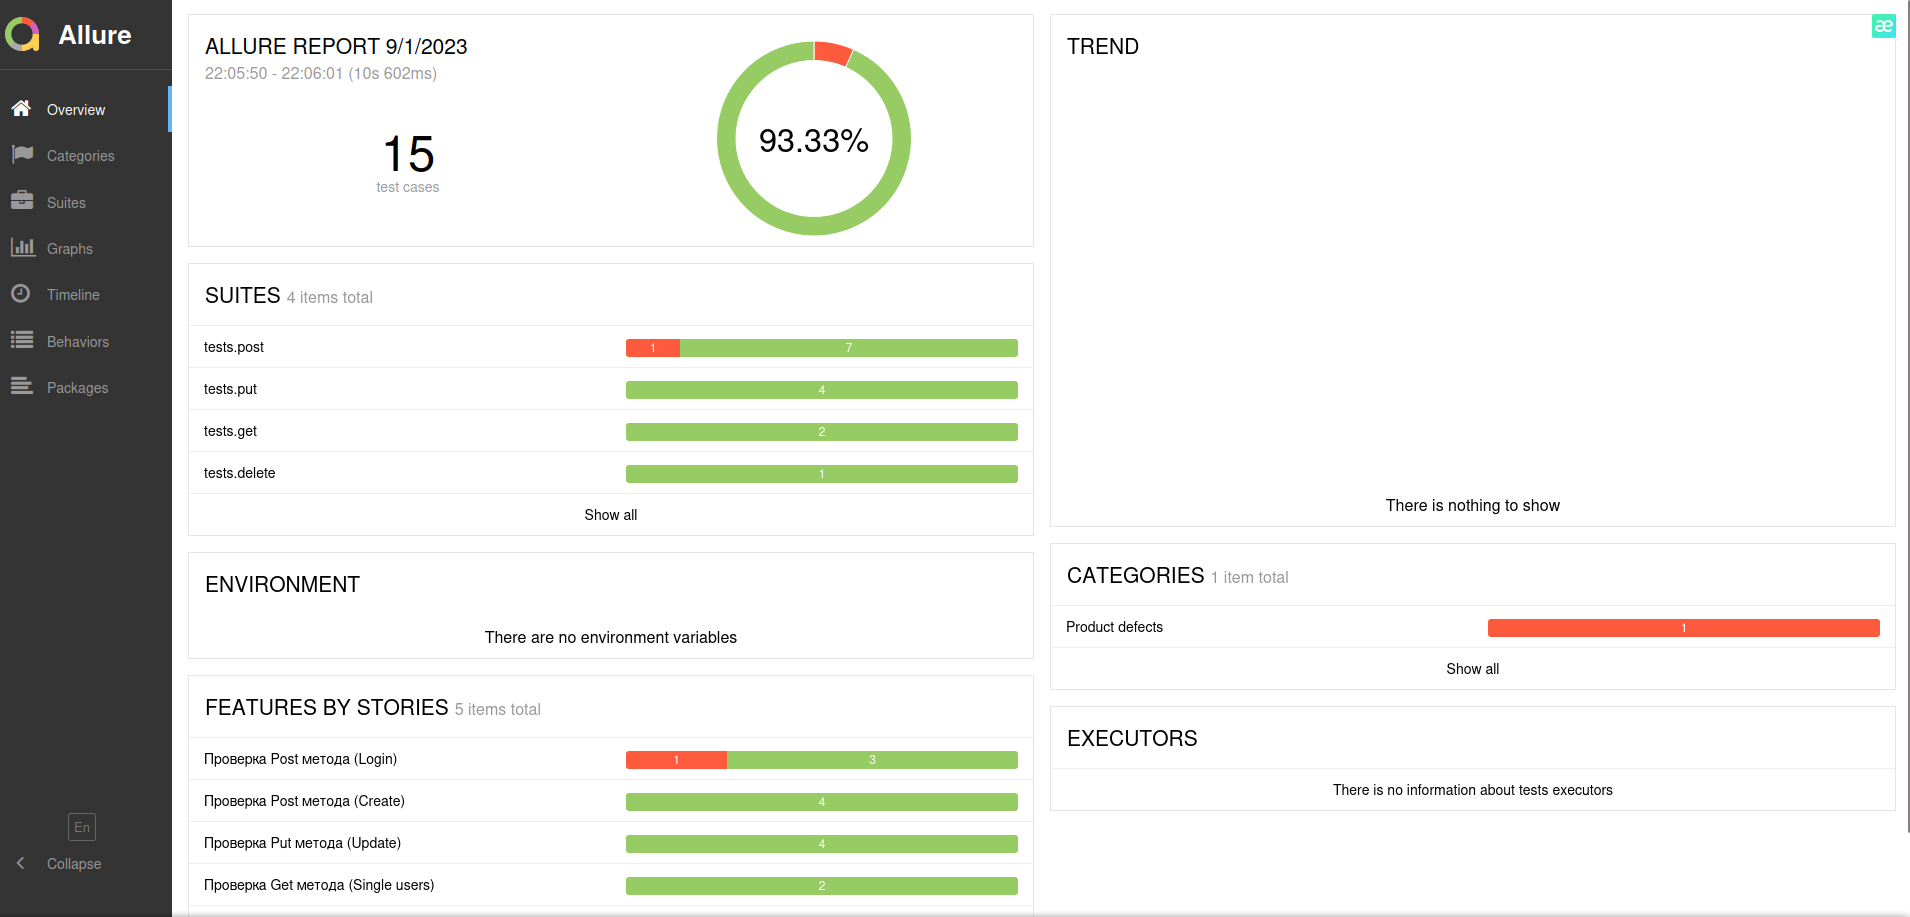 Allure
Overview
Categories
Suites
Graphs
Timeline
Behaviors
Packages
En
Collapse
ALLURE REPORT 9/1/2023
22:05:50 - 22:06:01 (10s 602ms)
15
test cases
93.33%
SUITES 4 items total
tests.post 1 7
tests.put 4
tests.get 2
tests.delete 1
Show all
ENVIRONMENT
There are no environment variables
FEATURES BY STORIES 5 items total
Проверка Post метода (Login) 1 3
Проверка Post метода (Create) 4
Проверка Put метода (Update) 4
Проверка Get метода (Single users) 2
TREND
æ
There is nothing to show
CATEGORIES 1 item total
Product defects 1
Show all
EXECUTORS
There is no information about tests executors